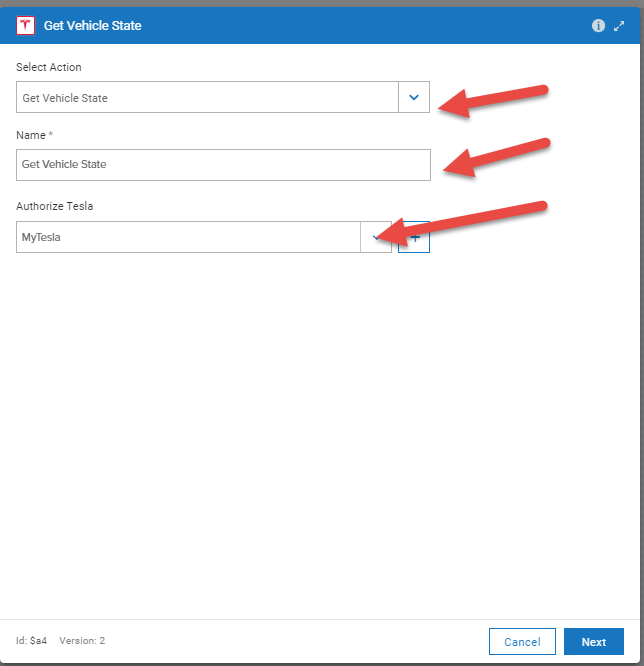 Get Vehicle State
Select Action
Get Vehicle State
Name *
Get Vehicle State
Authorize Tesla
MyTesla
Id: $a4 Version: 2 Cancel Next